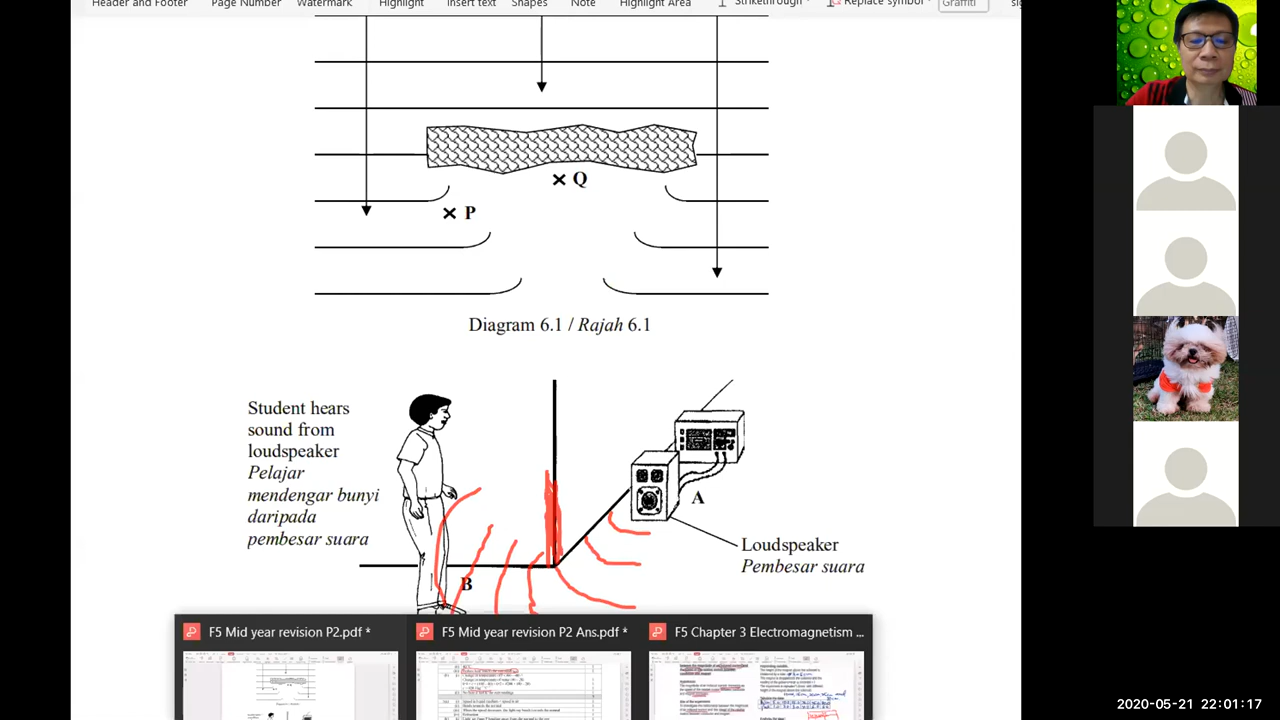 Header and Footer Page Number Watermark Highlight Insert text Shapes Note Highlight Area Strikethrough Replace symbol Graffiti
Q
P
Diagram 6.1 / Rajah 6.1
Student hears
sound from
loudspeaker
Pelajar
mendengar bunyi
daripada
pembesar suara
A
Loudspeaker
Pembesar suara
B
F5 Mid year revision P2.pdf * F5 Mid year revision P2 Ans.pdf * F5 Chapter 3 Electromagnetism ...
2020-05-21 22:01:17